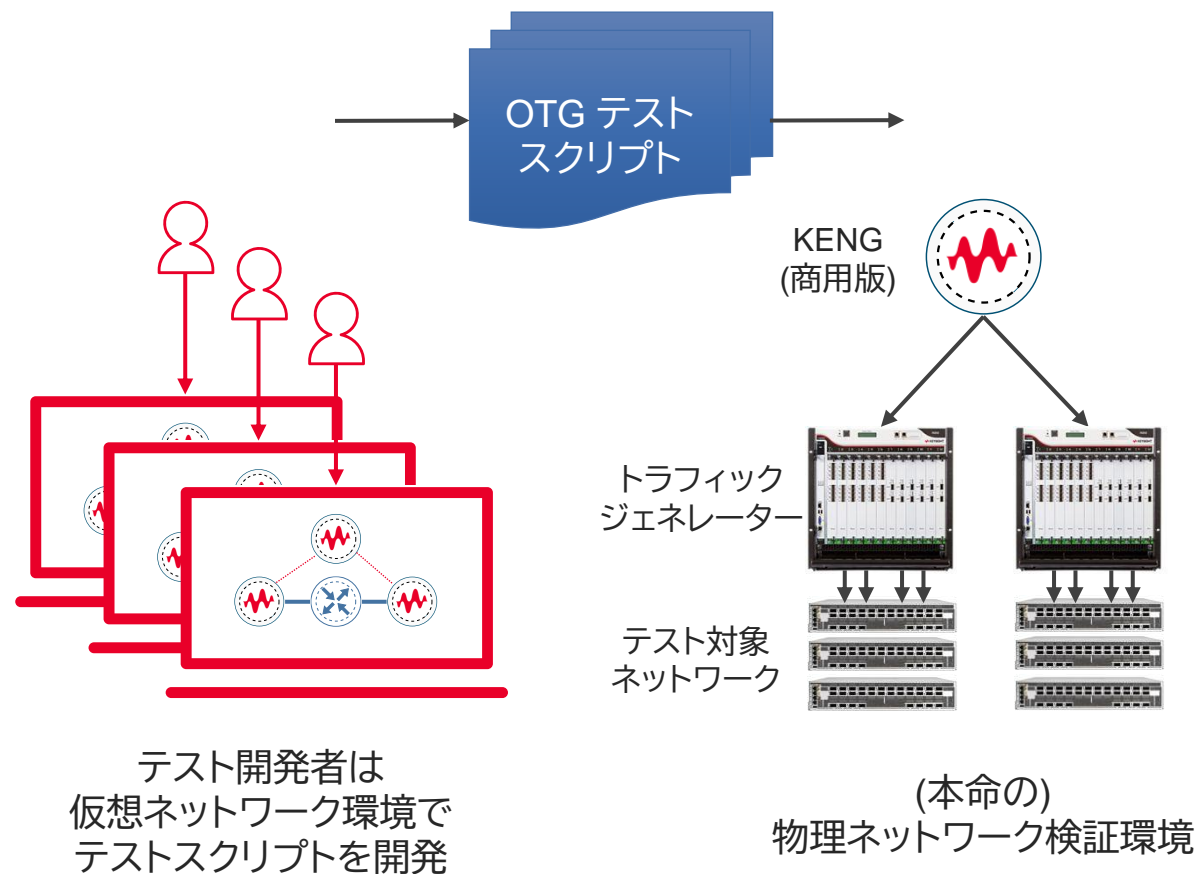 OTG テスト
スクリプト
KENG
(商用版)
トラフィック
ジェネレーター
テスト対象
ネットワーク
テスト開発者は
仮想ネットワーク環境で
テストスクリプトを開発
(本命の)
物理ネットワーク検証環境